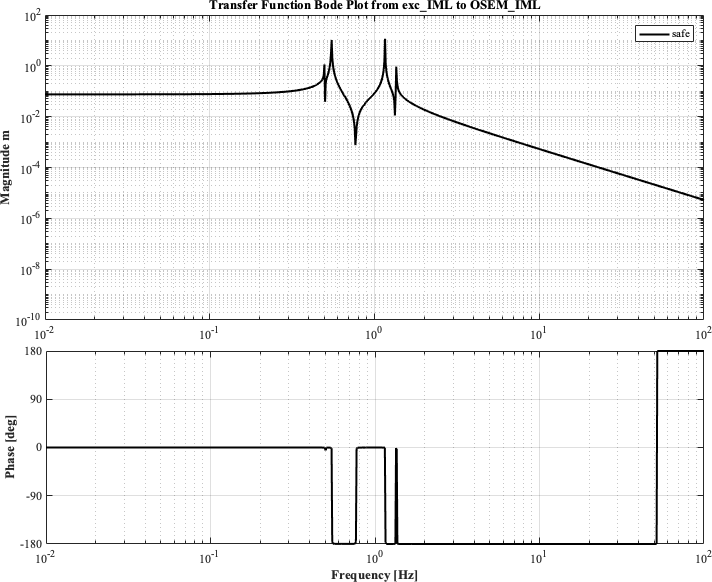 Transfer Function Bode Plot from exc_IML to OSEM_IML
10^2
10^0
10^-2
10^-4
10^-6
10^-8
10^-10
Magnitude m
safe
10^-2 10^-1 10^0 10^1 10^2
180
90
0
-90
-180
Phase [deg]
10^-2 10^-1 10^0 10^1 10^2
Frequency [Hz]